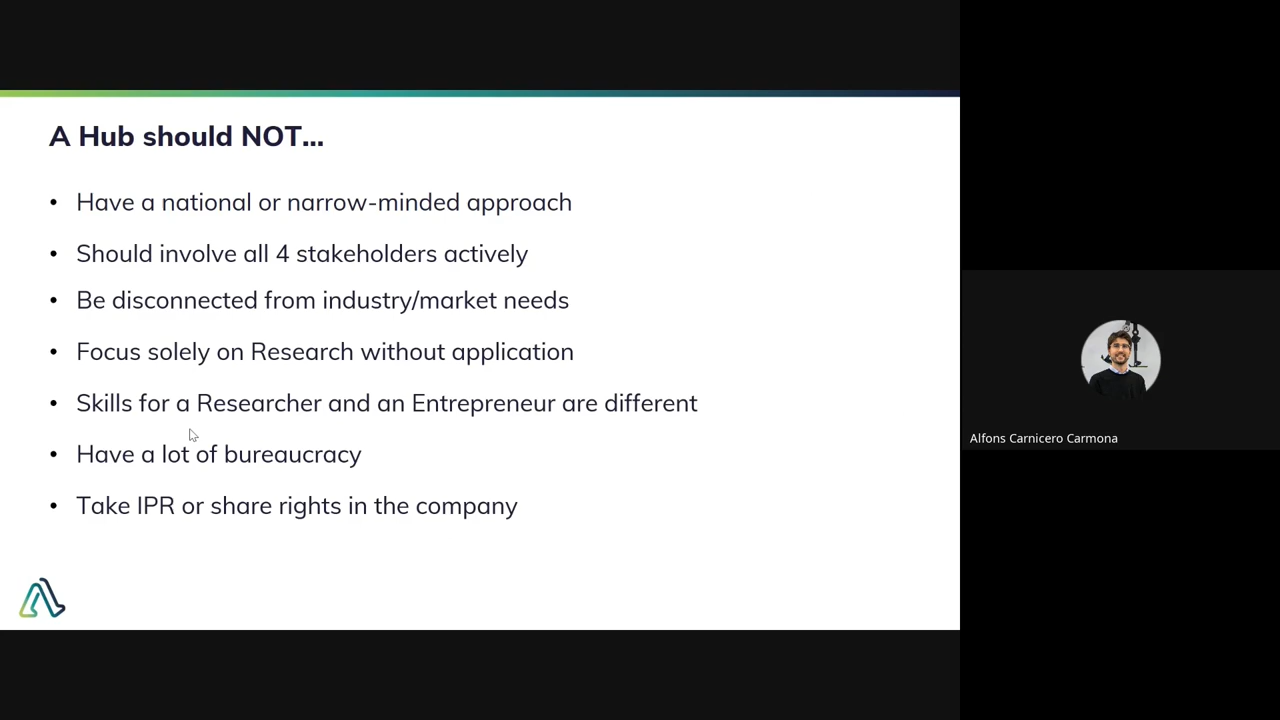 A Hub should NOT...
• Have a national or narrow-minded approach
• Should involve all 4 stakeholders actively
• Be disconnected from industry/market needs
• Focus solely on Research without application
• Skills for a Researcher and an Entrepreneur are different
• Have a lot of bureaucracy
• Take IPR or share rights in the company
Alfons Carnicero Carmona